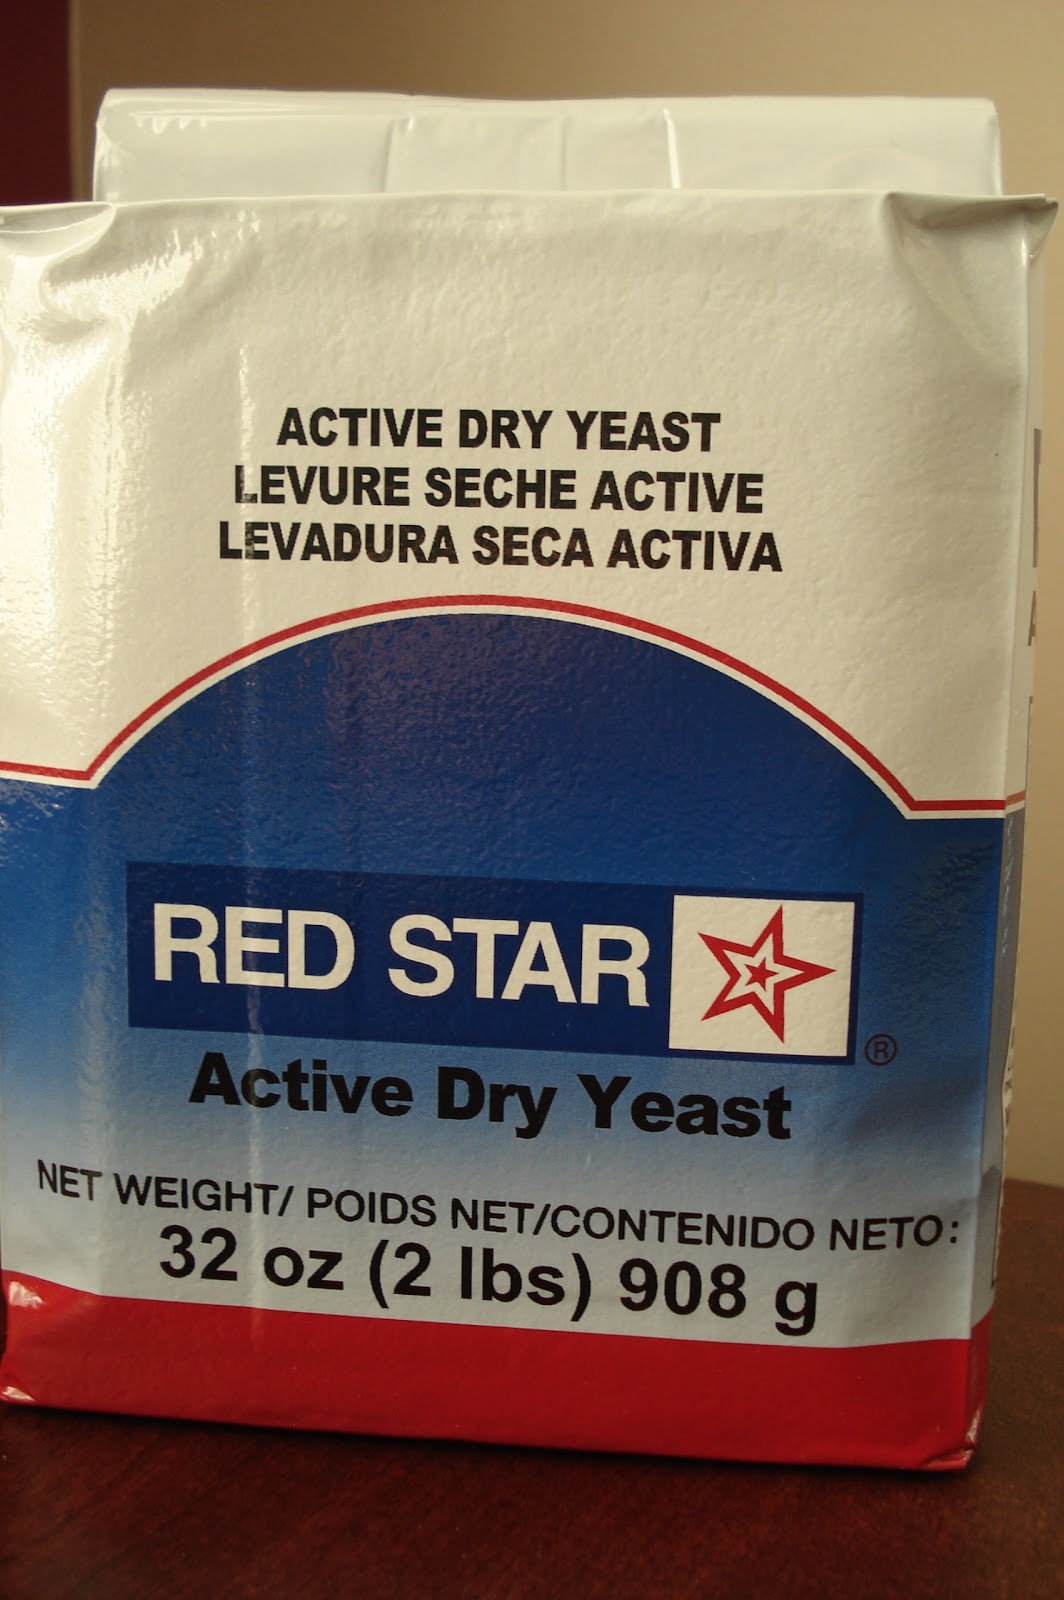 ACTIVE DRY YEAST
LEVURE SECHE ACTIVE
LEVADURA SECA ACTIVA
RED STAR
®
Active Dry Yeast
NET WEIGHT/ POIDS NET/CONTENIDO NETO:
32 oz (2 lbs) 908 g